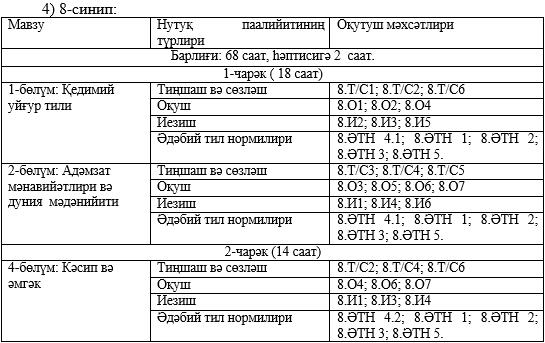 4) 8-синип:
Мавзу
Нутуқ паалийитиниң
түрлири
Оқутуш мәхсәтлири
Барлиғи: 68 саат, һәптисигә 2 саат.
1-чарәк ( 18 саат)
1-бөлүм: Қедимий
уйғур тили
Тиңшаш вә сөзләш
8.Т/С1; 8.Т/С2; 8.Т/С6
Оқуш
8.О1; 8.О2; 8.О4
Иезиш
8.И2; 8.И3; 8.И5
Әдәбий тил нормилири
8.ӘТН 4.1; 8.ӘТН 1; 8.ӘТН 2;
8.ӘТН 3; 8.ӘТН 5.
2-бөлүм: Адәмзат
мәнавийәтлири вә
дуния мәдәнийити
Тиңшаш вә сөзләш
8.Т/С3; 8.Т/С4; 8.Т/С5
Оқуш
8.О3; 8.О5; 8.О6; 8.О7
Иезиш
8.И1; 8.И4; 8.И6
Әдәбий тил нормилири
8.ӘТН 4.1; 8.ӘТН 1; 8.ӘТН 2;
8.ӘТН 3; 8.ӘТН 5.
2-чарәк (14 саат)
4-бөлүм: Кәсип вә
әмгәк
Тиңшаш вә сөзләш
8.Т/С2; 8.Т/С4; 8.Т/С6
Оқуш
8.О4; 8.О6; 8.О7
Иезиш
8.И1; 8.И3; 8.И4
Әдәбий тил нормилири
8.ӘТН 4.2; 8.ӘТН 1; 8.ӘТН 2;
8.ӘТН 3; 8.ӘТН 5.